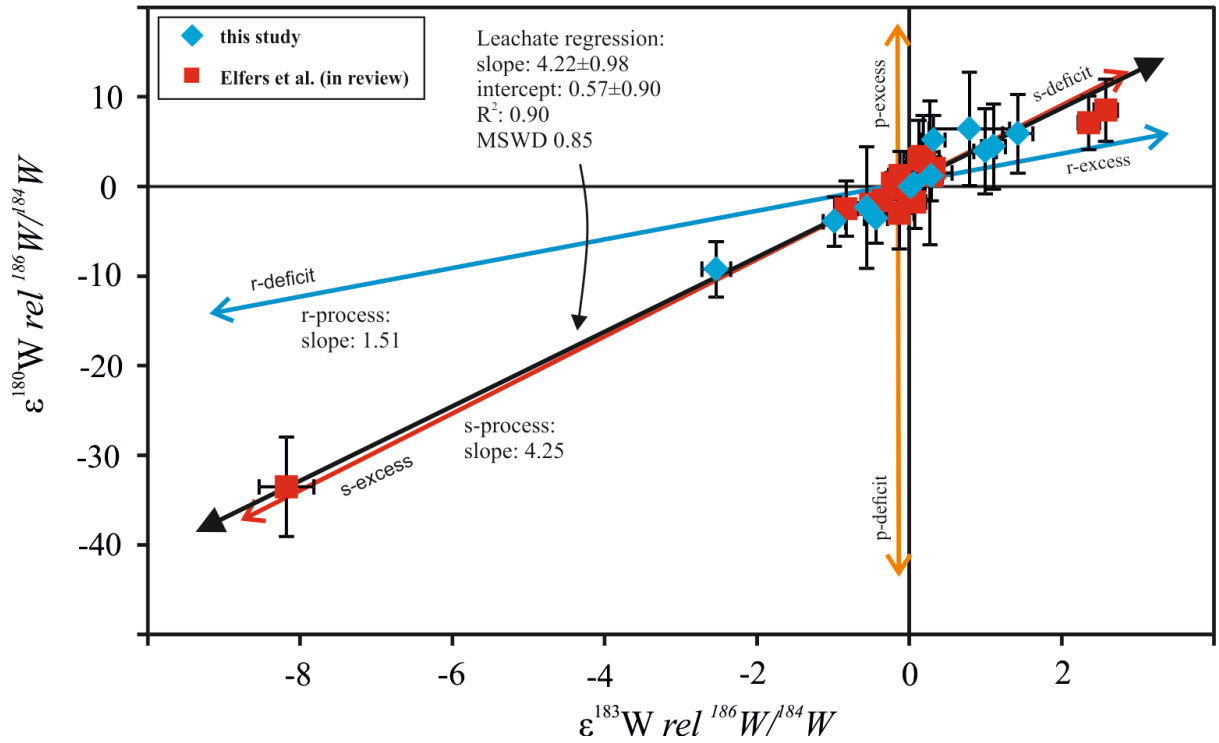 this study
Elfers et al. (in review)
Leachate regression:
slope: 4.22±0.98
intercept: 0.57±0.90
R²: 0.90
MSWD 0.85
p-excess
s-deficit
r-excess
r-deficit
r-process:
slope: 1.51
s-process:
slope: 4.25
s-excess
p-deficit
10
0
-10
-20
-30
-40
-8
-6
-4
-2
0
2
ε¹⁸⁰W rel ¹⁸⁶W/¹⁸⁴W
ε¹⁸³W rel ¹⁸⁶W/¹⁸⁴W